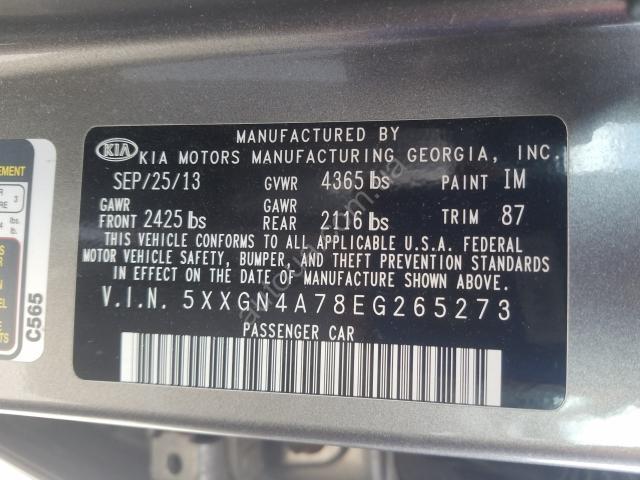 MANUFACTURED BY
KIA KIA MOTORS MANUFACTURING GEORGIA, INC.
SEP/25/13 GVWR 4365 lbs PAINT IM
GAWR FRONT 2425 lbs GAWR REAR 2116 lbs TRIM 87
THIS VEHICLE CONFORMS TO ALL APPLICABLE U.S.A. FEDERAL
MOTOR VEHICLE SAFETY, BUMPER, AND THEFT PREVENTION STANDARDS
IN EFFECT ON THE DATE OF MANUFACTURE SHOWN ABOVE.
V.I.N. 5XXGN4A78EG265273
PASSENGER CAR
C565